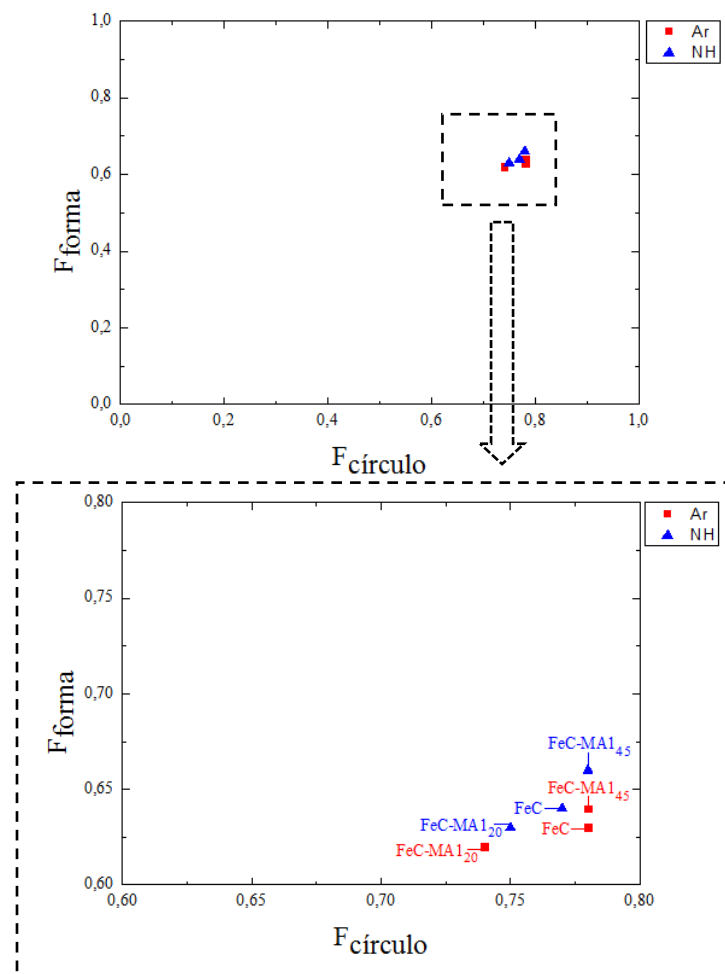 1,0
0,8
0,6
0,4
0,2
0,0
0,0 0,2 0,4 0,6 0,8 1,0
Fforma
Fcírculo
Ar
NH
0,80
0,75
0,70
0,65
0,60
0,60 0,65 0,70 0,75 0,80
Fforma
Fcírculo
Ar
NH
FeC-MA1₄₅
FeC-MA1₄₅
FeC
FeC
FeC-MA1₂₀
FeC-MA1₂₀